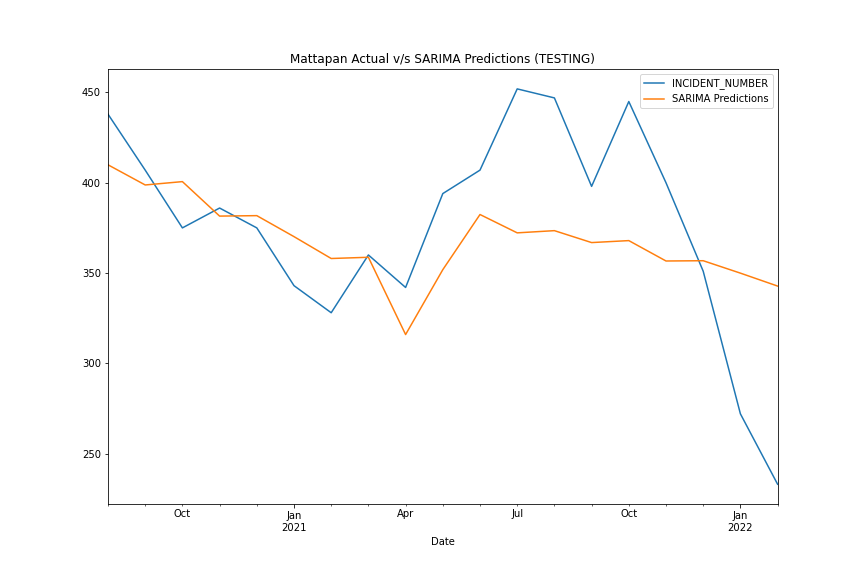 Mattapan Actual v/s SARIMA Predictions (TESTING)
INCIDENT_NUMBER
SARIMA Predictions
450
400
350
300
250
Oct
Jan
2021
Apr
Jul
Oct
Jan
2022
Date